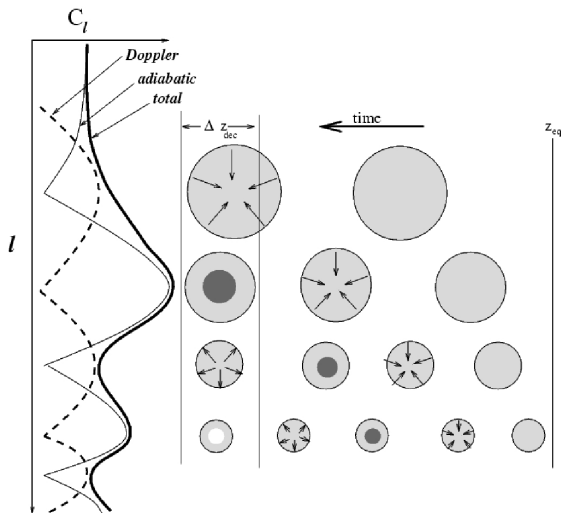 C_l
Doppler
adiabatic
total
Δ z_dec
time
z_eq
l